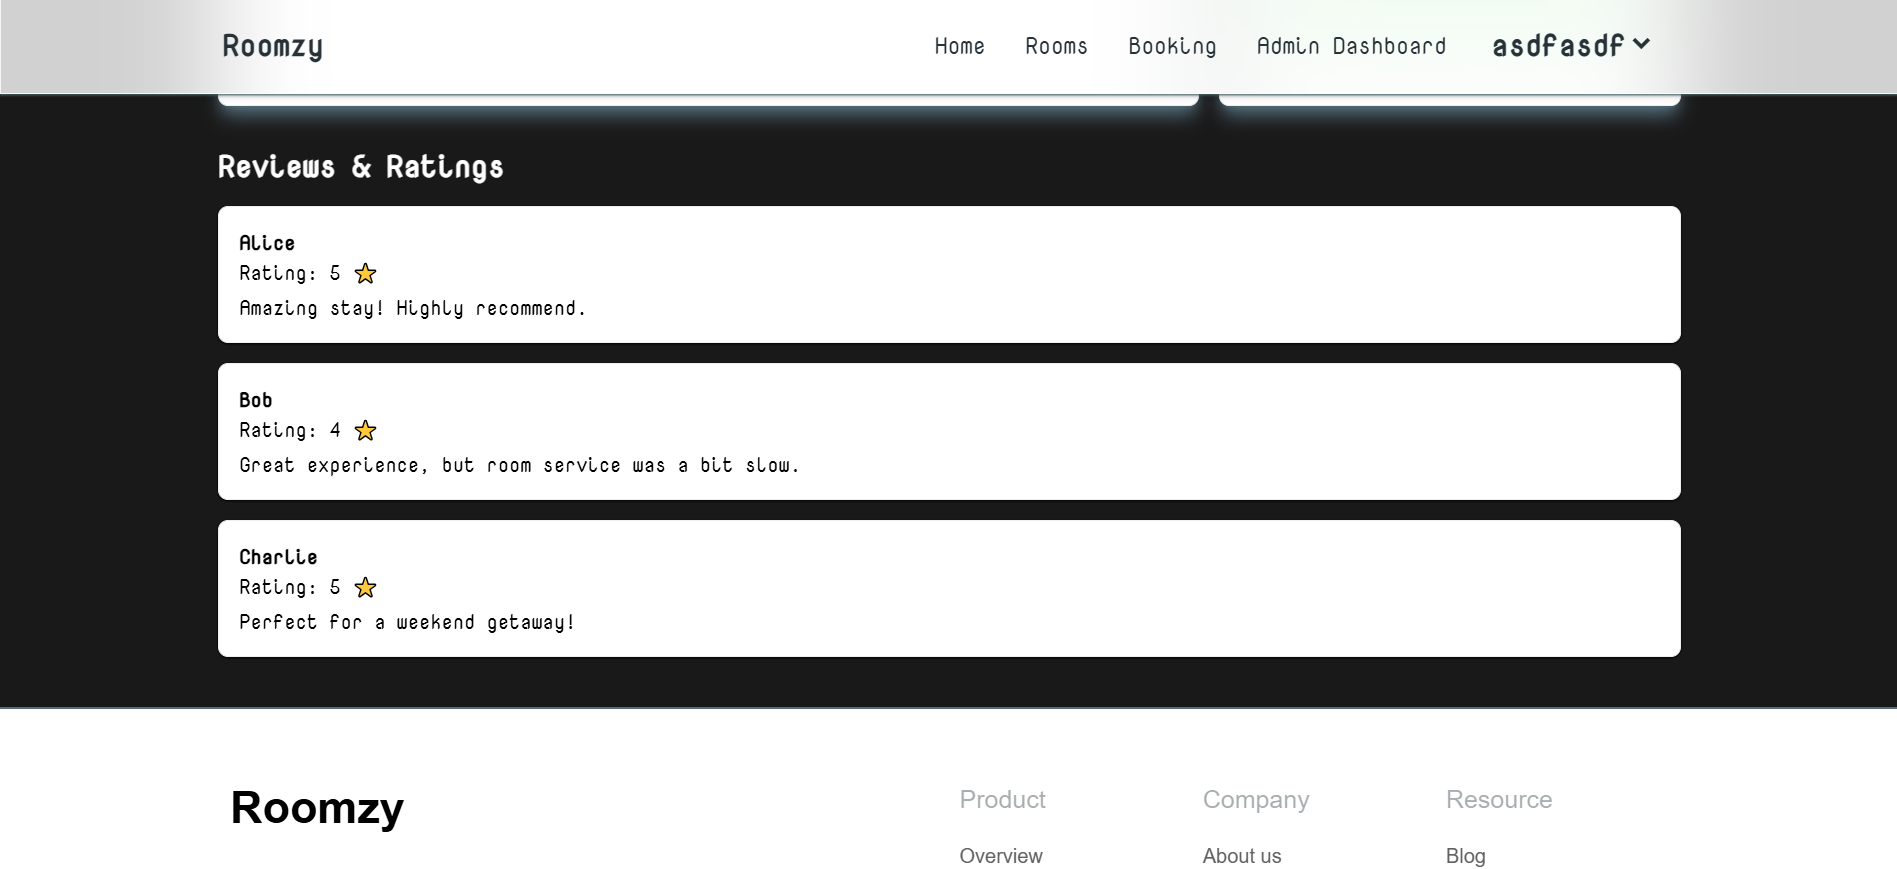 Roomzy
Home Rooms Booking Admin Dashboard asdfasdf
Reviews & Ratings
Alice
Rating: 5 ⭐
Amazing stay! Highly recommend.
Bob
Rating: 4 ⭐
Great experience, but room service was a bit slow.
Charlie
Rating: 5 ⭐
Perfect for a weekend getaway!
Roomzy
Product Company Resource
Overview About us Blog